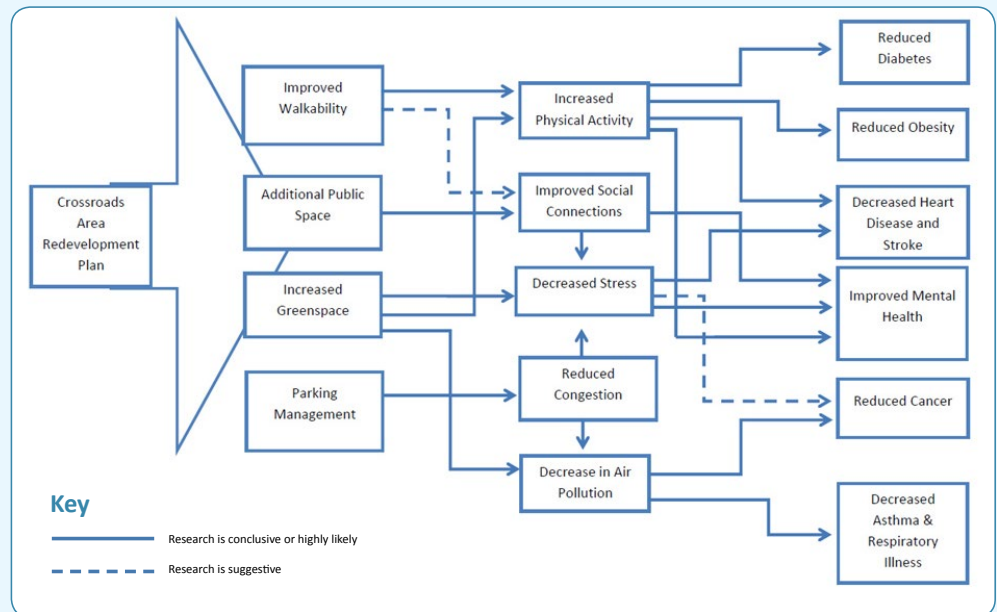 Crossroads
Area
Redevelopment
Plan
Improved
Walkability
Additional Public
Space
Increased
Greenspace
Parking
Management
Increased
Physical Activity
Improved Social
Connections
Decreased Stress
Reduced
Congestion
Decrease in Air
Pollution
Reduced
Diabetes
Reduced Obesity
Decreased Heart
Disease and
Stroke
Improved Mental
Health
Reduced Cancer
Decreased
Asthma &
Respiratory
Illness
Key
Research is conclusive or highly likely
Research is suggestive